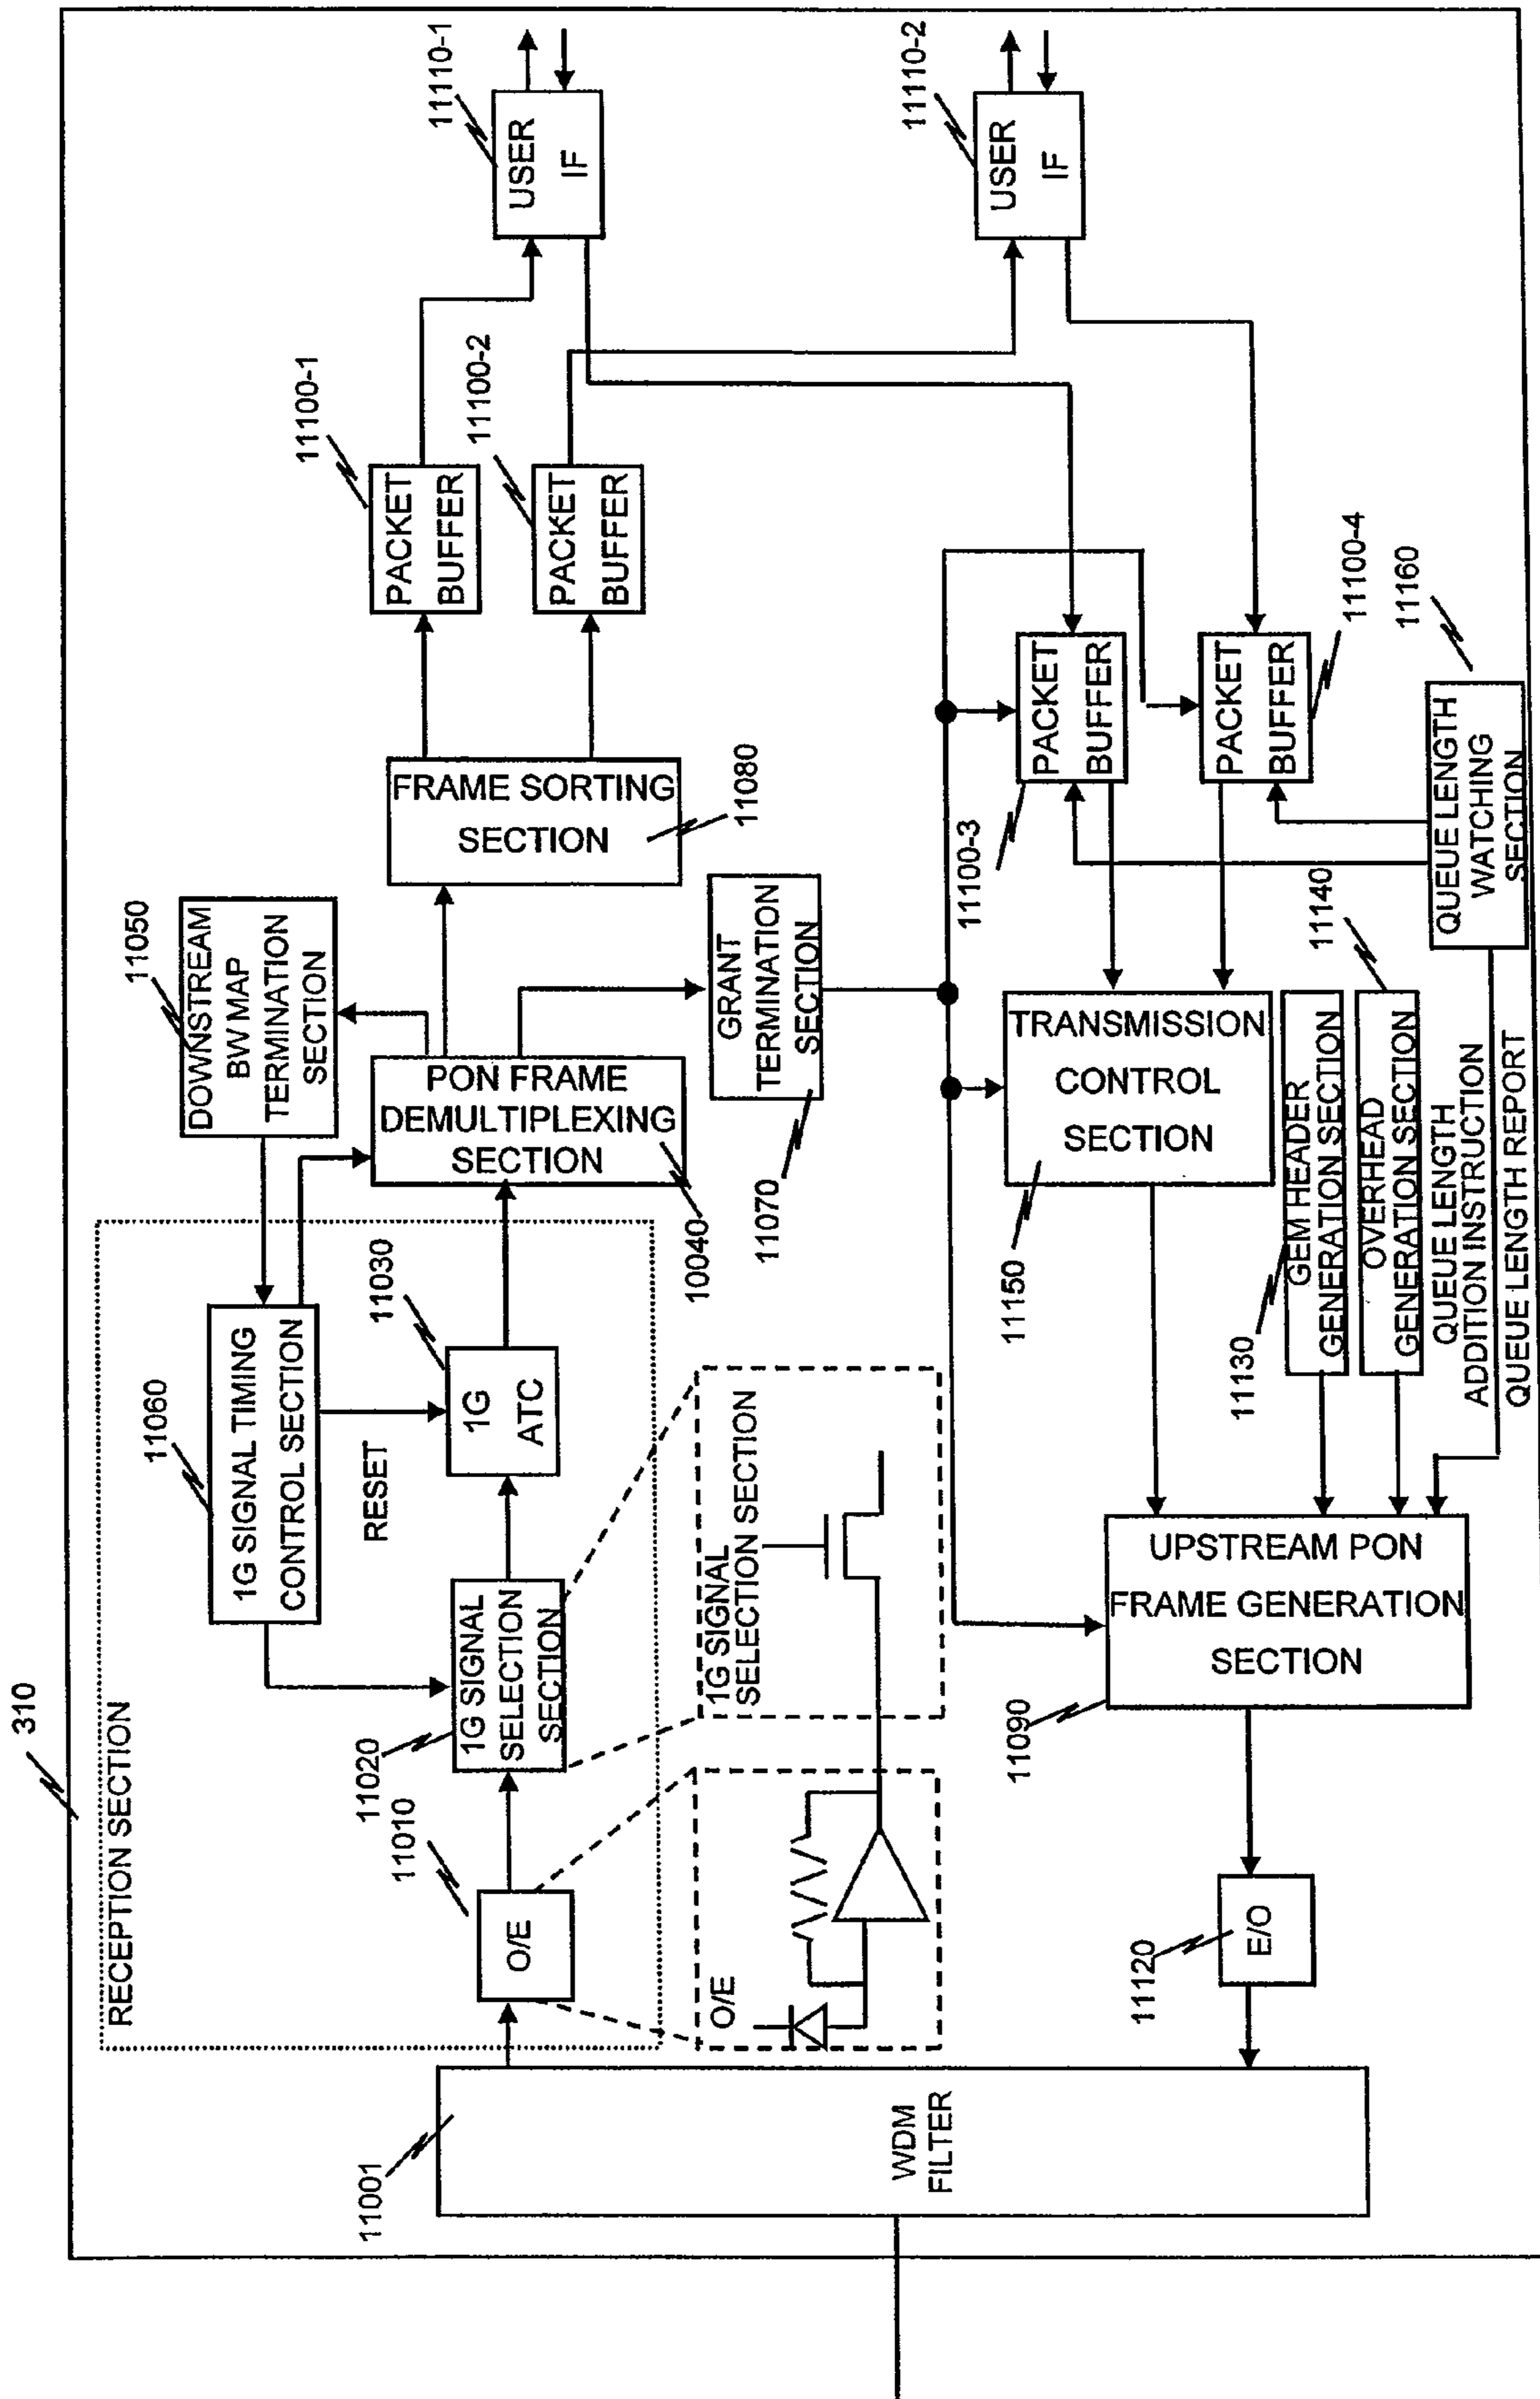 310
RECEPTION SECTION
11060
1G SIGNAL TIMING
CONTROL SECTION
11050
DOWNSTREAM
BW MAP
TERMINATION
SECTION
RESET
11001
WDM
FILTER
11010
O/E
11020
1G SIGNAL
SELECTION
SECTION
11030
1G
ATC
10040
PON FRAME
DEMULTIPLEXING
SECTION
11080
FRAME SORTING
SECTION
11100-1
PACKET
BUFFER
11100-2
PACKET
BUFFER
11110-1
USER
IF
11110-2
USER
IF
O/E
1G SIGNAL
SELECTION SECTION
11070
GRANT
TERMINATION
SECTION
11120
E/O
11090
UPSTREAM PON
FRAME GENERATION
SECTION
11150
TRANSMISSION
CONTROL
SECTION
11100-3
PACKET
BUFFER
11100-4
PACKET
BUFFER
11130
GEM HEADER
GENERATION SECTION
11140
OVERHEAD
GENERATION SECTION
QUEUE LENGTH
ADDITION INSTRUCTION
QUEUE LENGTH REPORT
11160
QUEUE LENGTH
WATCHING
SECTION